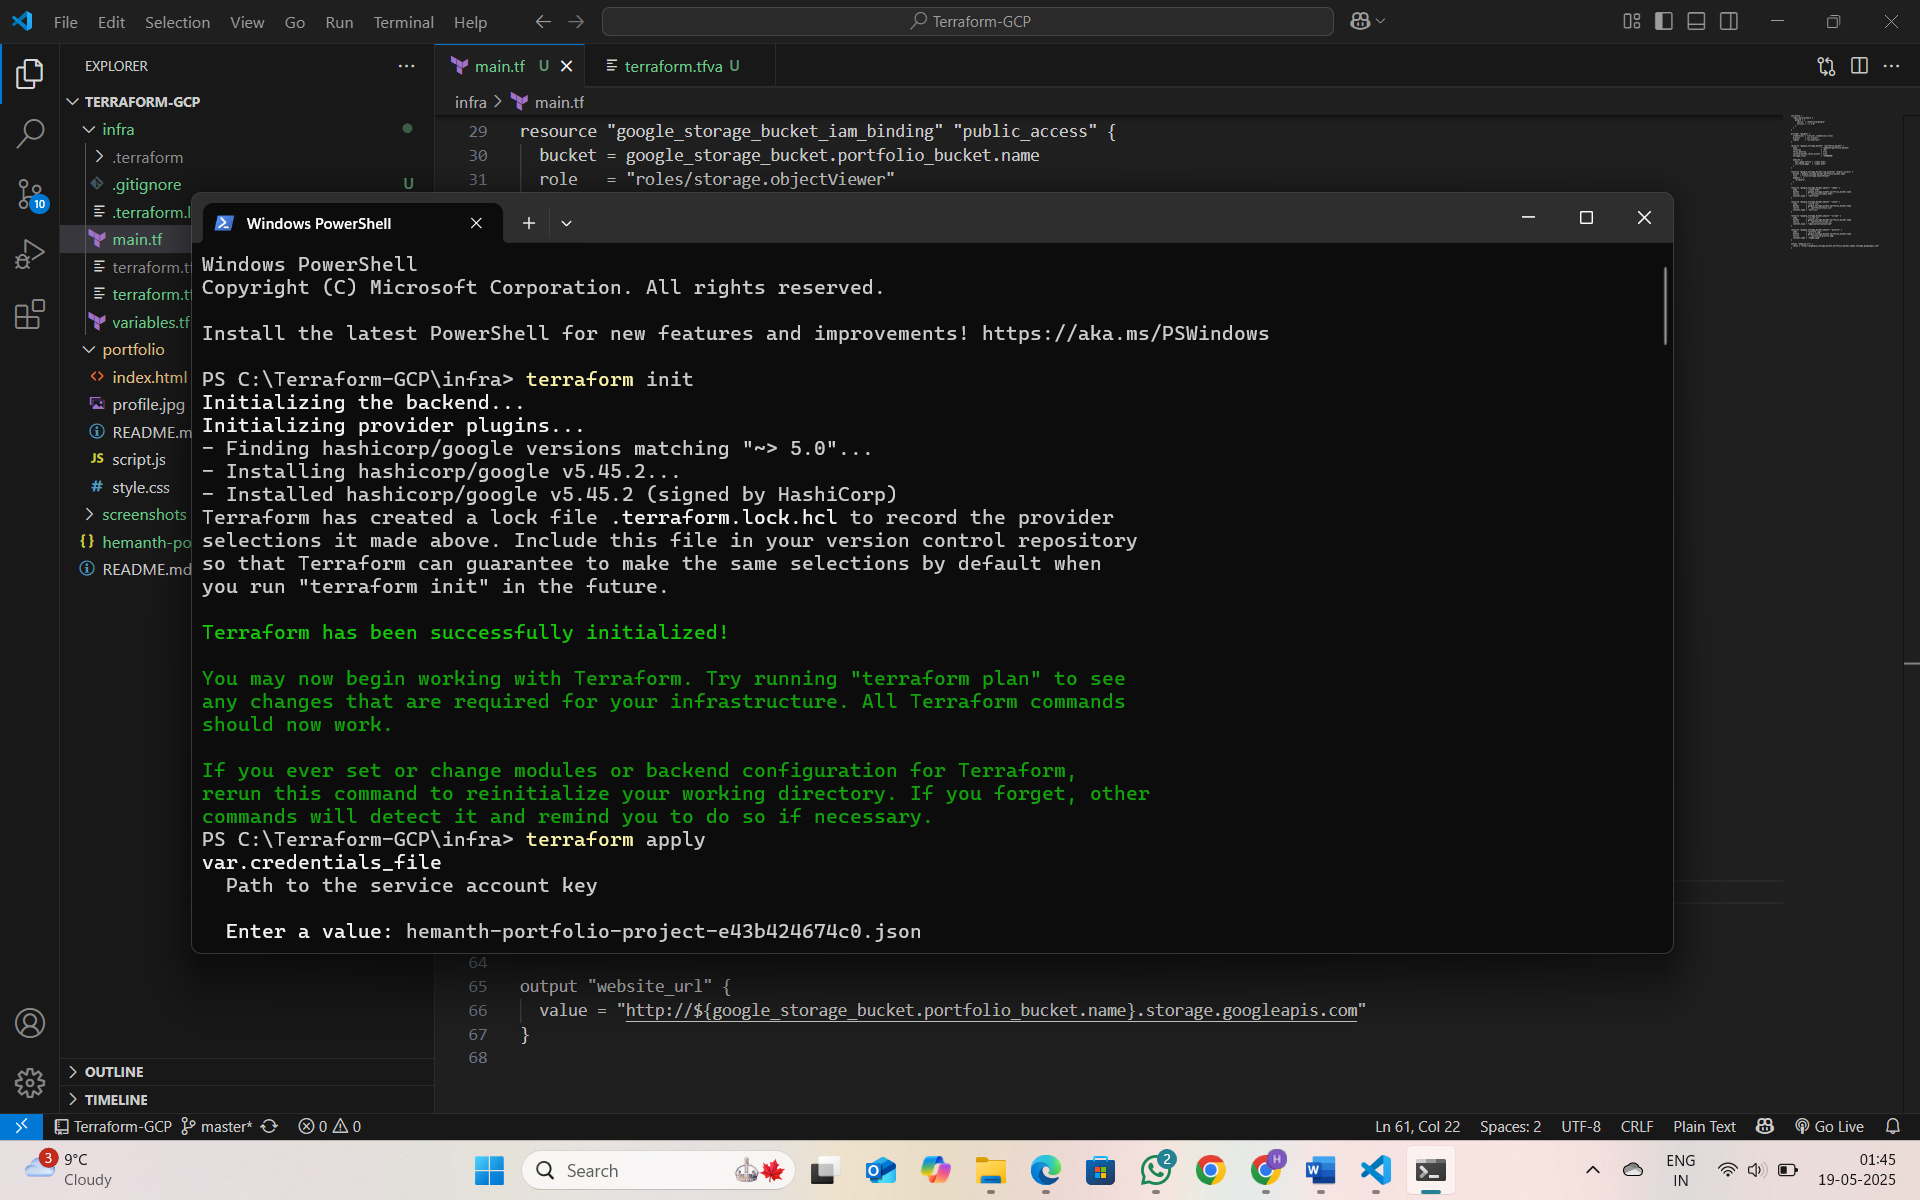 File Edit Selection View Go Run Terminal Help
Terraform-GCP
EXPLORER
TERRAFORM-GCP
infra
.terraform
.gitignore U
.terraform.l
main.tf
terraform.tf
terraform.tf
variables.tf
portfolio
index.html
profile.jpg
README.m
JS script.js
# style.css
screenshots
{} hemanth-po
README.md
OUTLINE
TIMELINE
10
main.tf U
terraform.tfva U
infra > main.tf
29 resource "google_storage_bucket_iam_binding" "public_access" {
30 bucket = google_storage_bucket.portfolio_bucket.name
31 role = "roles/storage.objectViewer"
Windows PowerShell
Windows PowerShell
Copyright (C) Microsoft Corporation. All rights reserved.
Install the latest PowerShell for new features and improvements! https://aka.ms/PSWindows
PS C:\Terraform-GCP\infra> terraform init
Initializing the backend...
Initializing provider plugins...
- Finding hashicorp/google versions matching "~> 5.0"...
- Installing hashicorp/google v5.45.2...
- Installed hashicorp/google v5.45.2 (signed by HashiCorp)
Terraform has created a lock file .terraform.lock.hcl to record the provider
selections it made above. Include this file in your version control repository
so that Terraform can guarantee to make the same selections by default when
you run "terraform init" in the future.
Terraform has been successfully initialized!
You may now begin working with Terraform. Try running "terraform plan" to see
any changes that are required for your infrastructure. All Terraform commands
should now work.
If you ever set or change modules or backend configuration for Terraform,
rerun this command to reinitialize your working directory. If you forget, other
commands will detect it and remind you to do so if necessary.
PS C:\Terraform-GCP\infra> terraform apply
var.credentials_file
Path to the service account key
Enter a value: hemanth-portfolio-project-e43b424674c0.json
64
65 output "website_url" {
66 value = "http://${google_storage_bucket.portfolio_bucket.name}.storage.googleapis.com"
67 }
68
Terraform-GCP master* 0 0
Ln 61, Col 22 Spaces: 2 UTF-8 CRLF Plain Text Go Live
3
9°C
Cloudy
Search
2
H
ENG
IN
01:45
19-05-2025